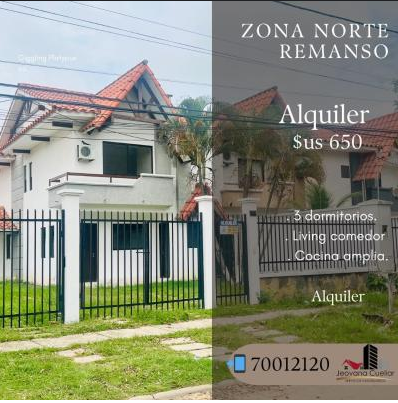 ZONA NORTE
REMANSO
Alquiler
$us 650
. 3 dormitorios.
. Living comedor
. Cocina amplia.
. Alquiler
70012120
Jeovana Cuellar